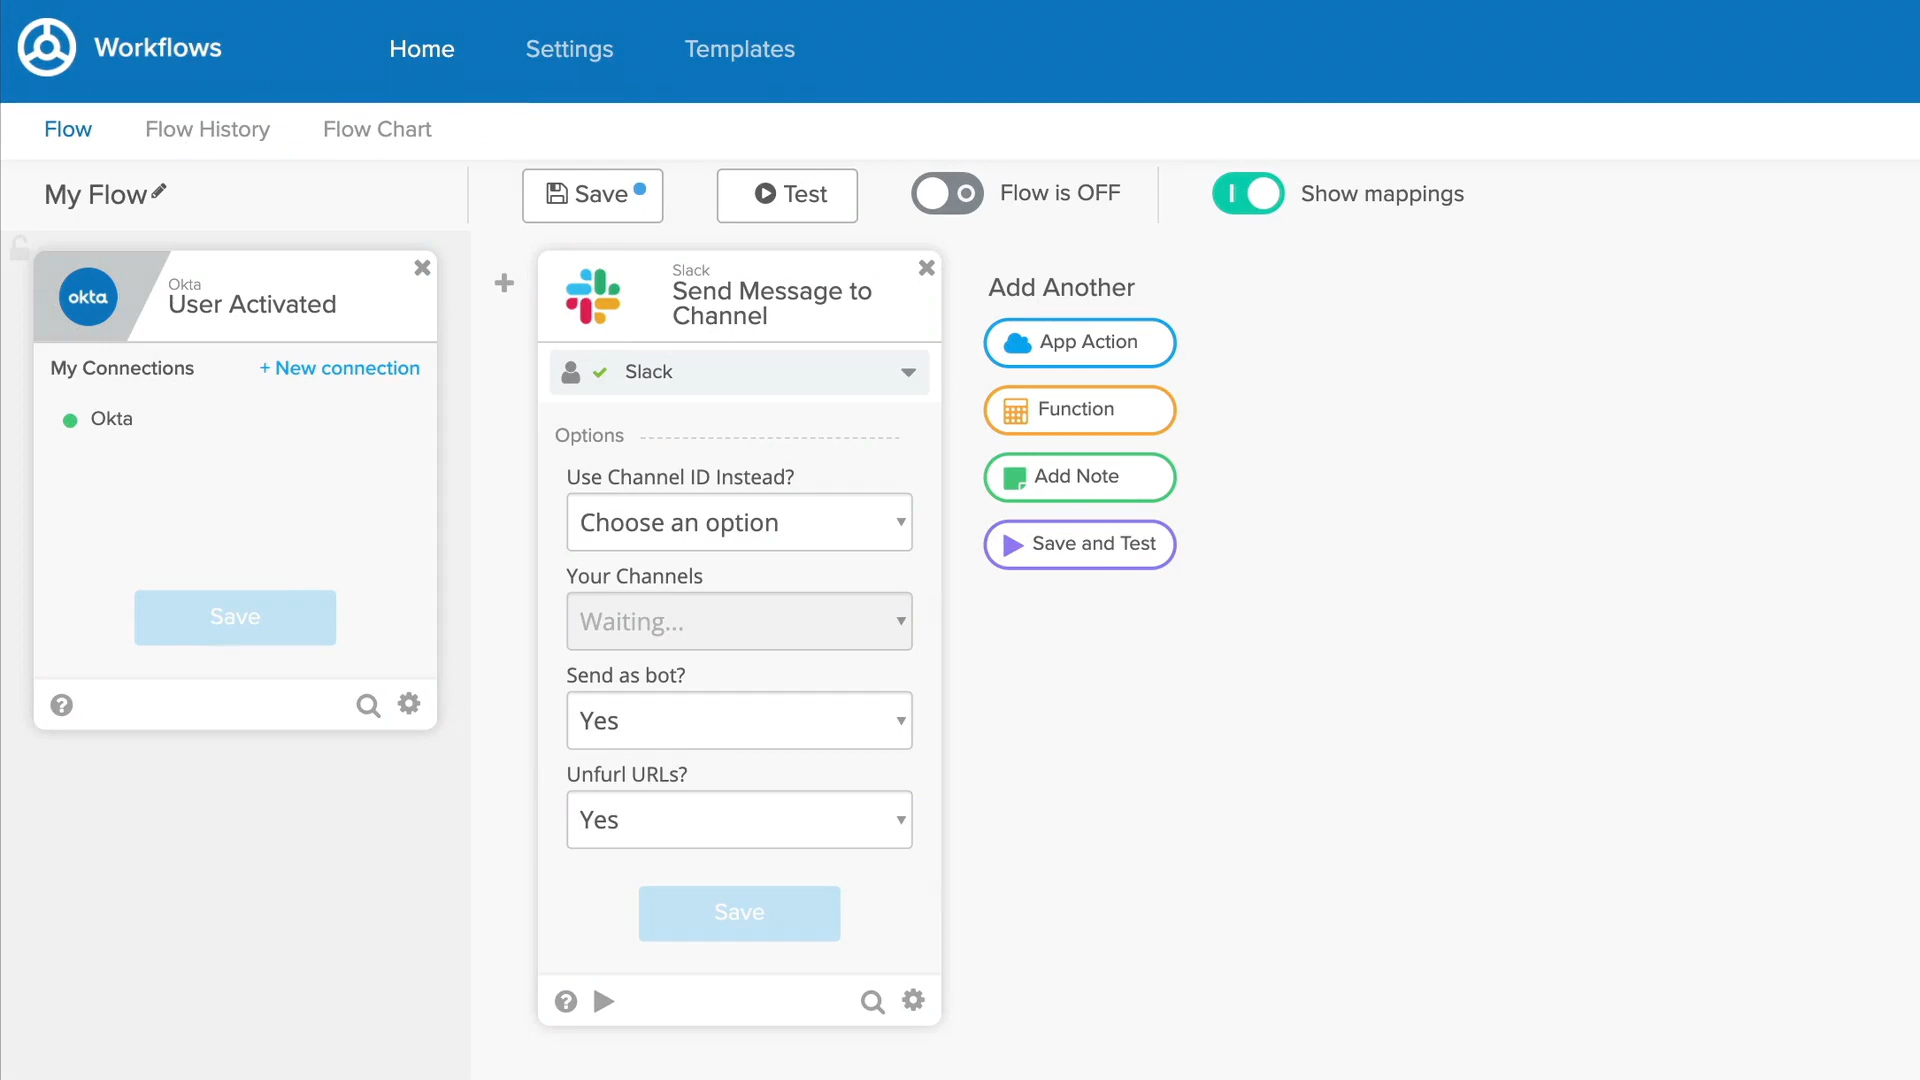 Workflows
Home
Settings
Templates
Flow
Flow History
Flow Chart
My Flow
Save
Test
Flow is OFF
Show mappings
okta
Okta
User Activated
My Connections
+ New connection
Okta
Save
Slack
Send Message to
Channel
Slack
Options
Use Channel ID Instead?
Choose an option
Your Channels
Waiting...
Send as bot?
Yes
Unfurl URLs?
Yes
Save
Add Another
App Action
Function
Add Note
Save and Test